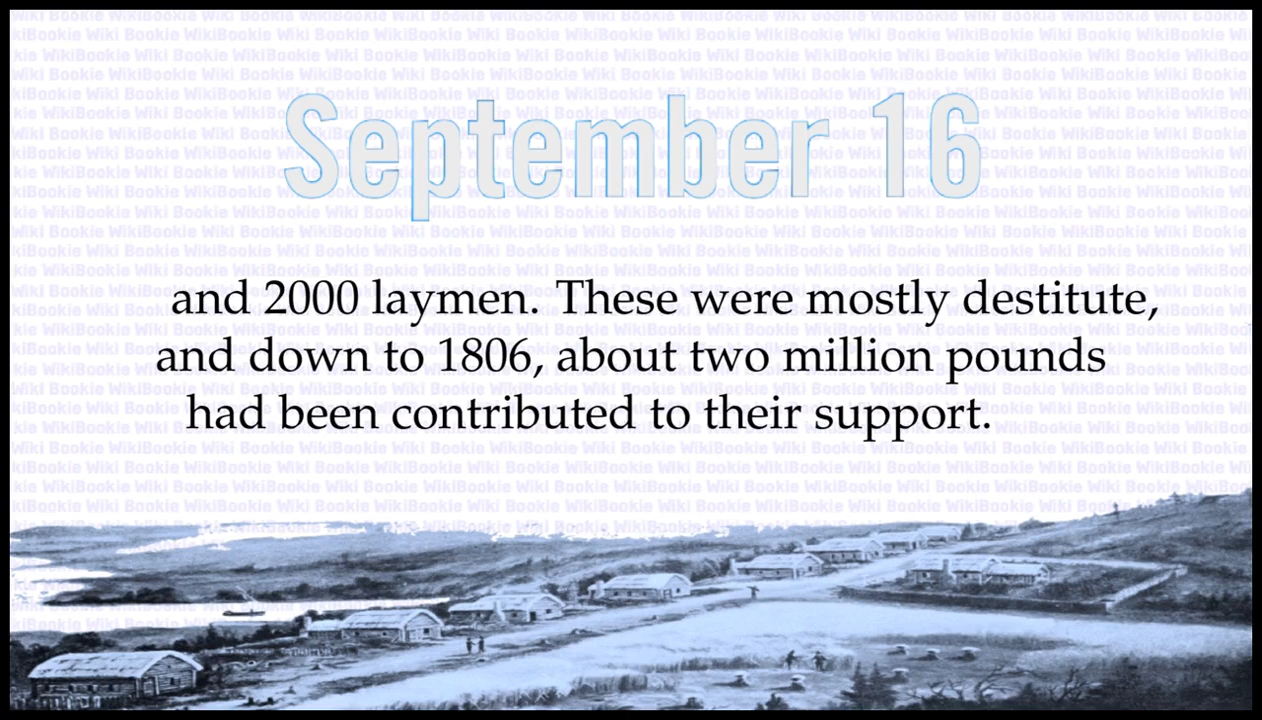 September 16
and 2000 laymen. These were mostly destitute,
and down to 1806, about two million pounds
had been contributed to their support.